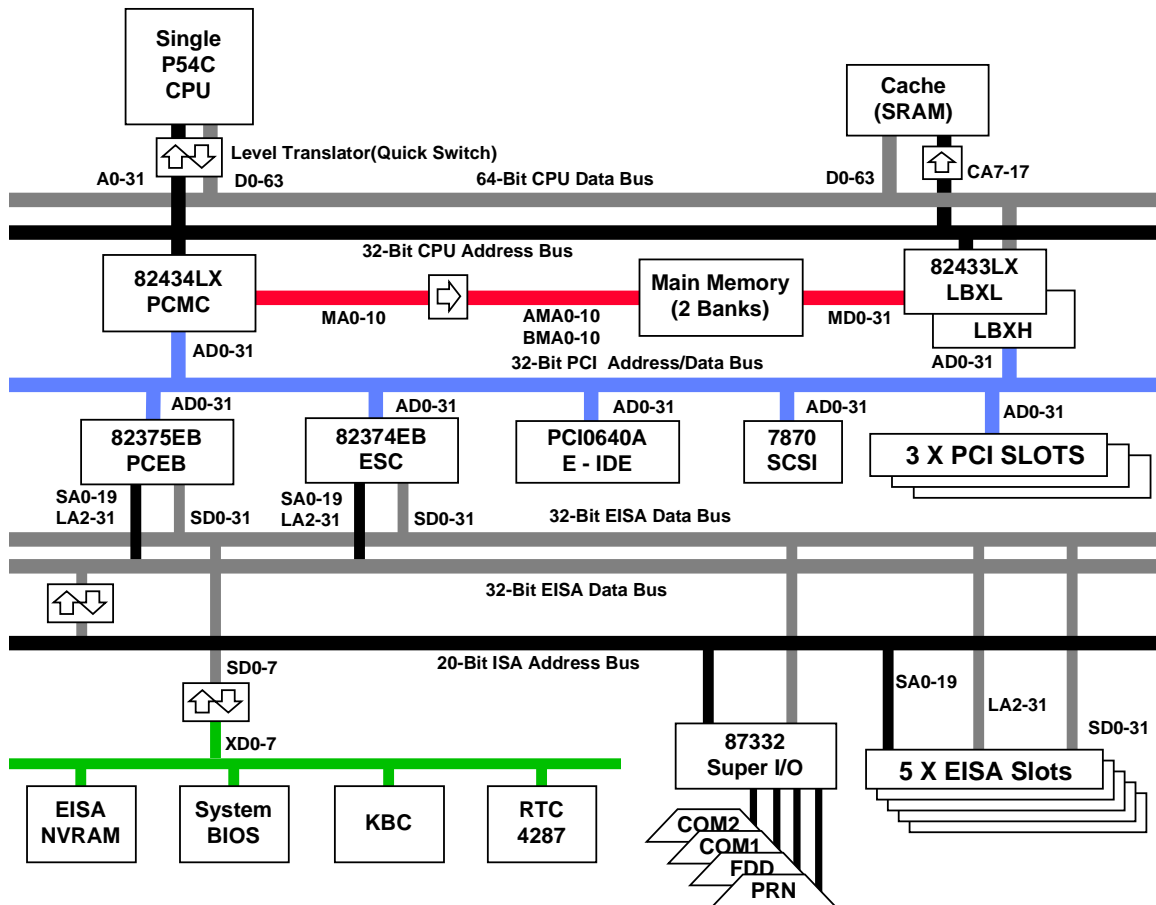 Single
P54C
CPU
Cache
(SRAM)
Level Translator(Quick Switch)
A0-31
D0-63
64-Bit CPU Data Bus
D0-63
CA7-17
32-Bit CPU Address Bus
82434LX
PCMC
MA0-10
AMA0-10
BMA0-10
Main Memory
(2 Banks)
MD0-31
82433LX
LBXL
LBXH
AD0-31
32-Bit PCI Address/Data Bus
AD0-31
AD0-31
AD0-31
AD0-31
AD0-31
AD0-31
82375EB
PCEB
82374EB
ESC
PCI0640A
E - IDE
7870
SCSI
3 X PCI SLOTS
SA0-19
LA2-31
SD0-31
SA0-19
LA2-31
SD0-31
32-Bit EISA Data Bus
32-Bit EISA Data Bus
20-Bit ISA Address Bus
SD0-7
SA0-19
LA2-31
SD0-31
XD0-7
87332
Super I/O
5 X EISA Slots
EISA
NVRAM
System
BIOS
KBC
RTC
4287
COM2
COM1
FDD
PRN